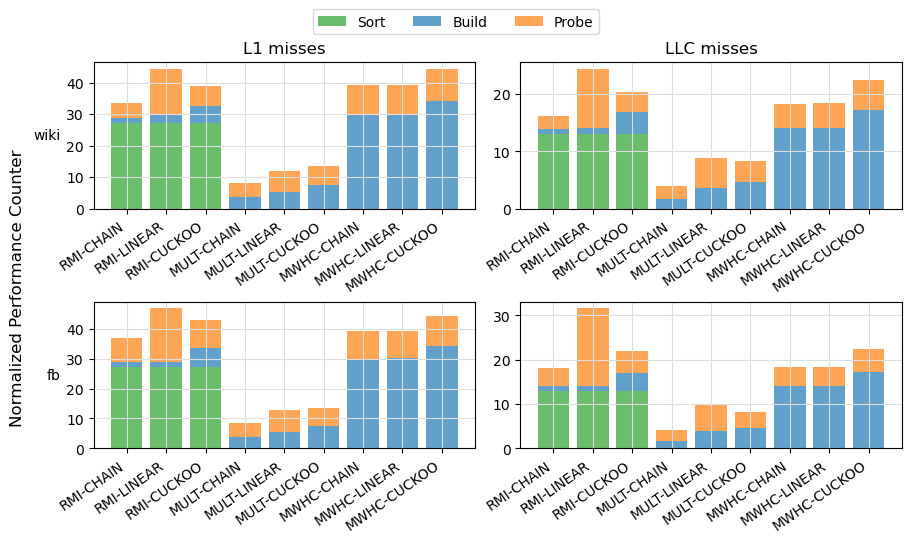 Sort Build Probe
L1 misses
LLC misses
Normalized Performance Counter
wiki
40
30
20
10
0
RMI-CHAIN
RMI-LINEAR
RMI-CUCKOO
MULT-CHAIN
MULT-LINEAR
MULT-CUCKOO
MWHC-CHAIN
MWHC-LINEAR
MWHC-CUCKOO
20
10
0
RMI-CHAIN
RMI-LINEAR
RMI-CUCKOO
MULT-CHAIN
MULT-LINEAR
MULT-CUCKOO
MWHC-CHAIN
MWHC-LINEAR
MWHC-CUCKOO
fb
40
30
20
10
0
RMI-CHAIN
RMI-LINEAR
RMI-CUCKOO
MULT-CHAIN
MULT-LINEAR
MULT-CUCKOO
MWHC-CHAIN
MWHC-LINEAR
MWHC-CUCKOO
30
20
10
0
RMI-CHAIN
RMI-LINEAR
RMI-CUCKOO
MULT-CHAIN
MULT-LINEAR
MULT-CUCKOO
MWHC-CHAIN
MWHC-LINEAR
MWHC-CUCKOO